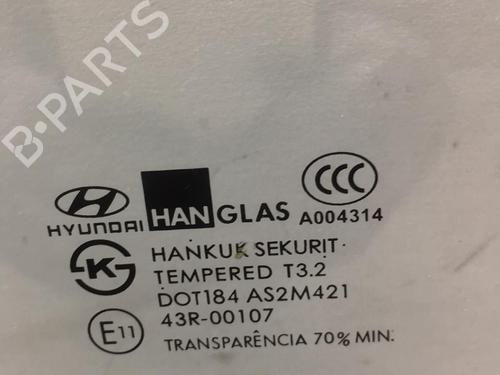 B-PARTS
HYUNDAI HANGLAS CCC A004314
K HANKUK SEKURIT
TEMPERED T3.2
DOT184 AS2M421
E11 43R-00107
TRANSPARÊNCIA 70% MIN.